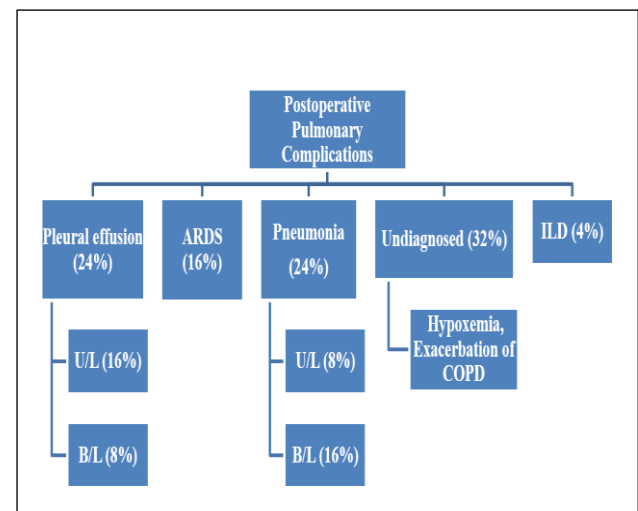 Postoperative
Pulmonary
Complications
Pleural effusion
(24%)
ARDS
(16%)
Pneumonia
(24%)
Undiagnosed (32%)
ILD (4%)
U/L (16%)
B/L (8%)
U/L (8%)
B/L (16%)
Hypoxemia,
Exacerbation of
COPD